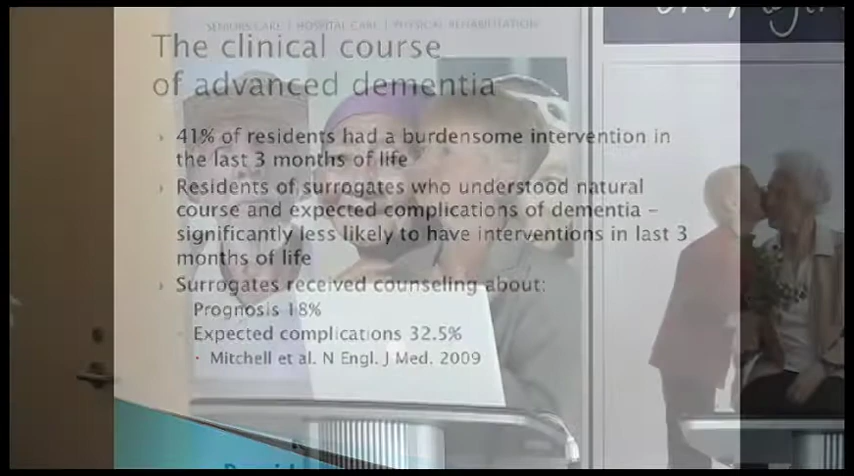 SENIORS CARE | HOSPITAL CARE | PHYSICAL REHABILITATION
The clinical course
of advanced dementia
41% of residents had a burdensome intervention in
the last 3 months of life
Residents of surrogates who understood natural
course and expected complications of dementia –
significantly less likely to have interventions in last 3
months of life
Surrogates received counseling about:
Prognosis 18%
Expected complications 32.5%
Mitchell et al. N Engl. J Med. 2009